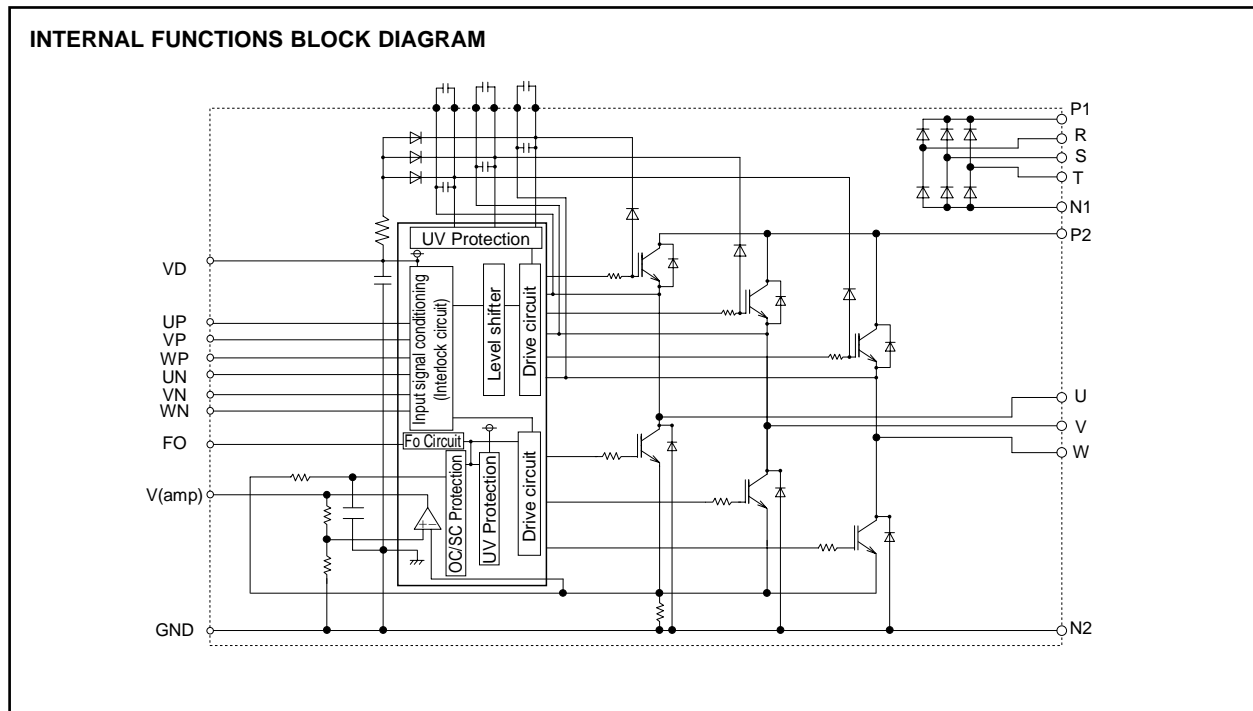 INTERNAL FUNCTIONS BLOCK DIAGRAM
P1
R
S
T
N1
P2
UV Protection
VD
UP
VP
WP
UN
VN
WN
Input signal conditioning
(Interlock circuit)
Level shifter
Drive circuit
U
V
W
FO
Fo Circuit
V(amp)
OC/SC Protection
UV Protection
Drive circuit
+
−
GND
N2